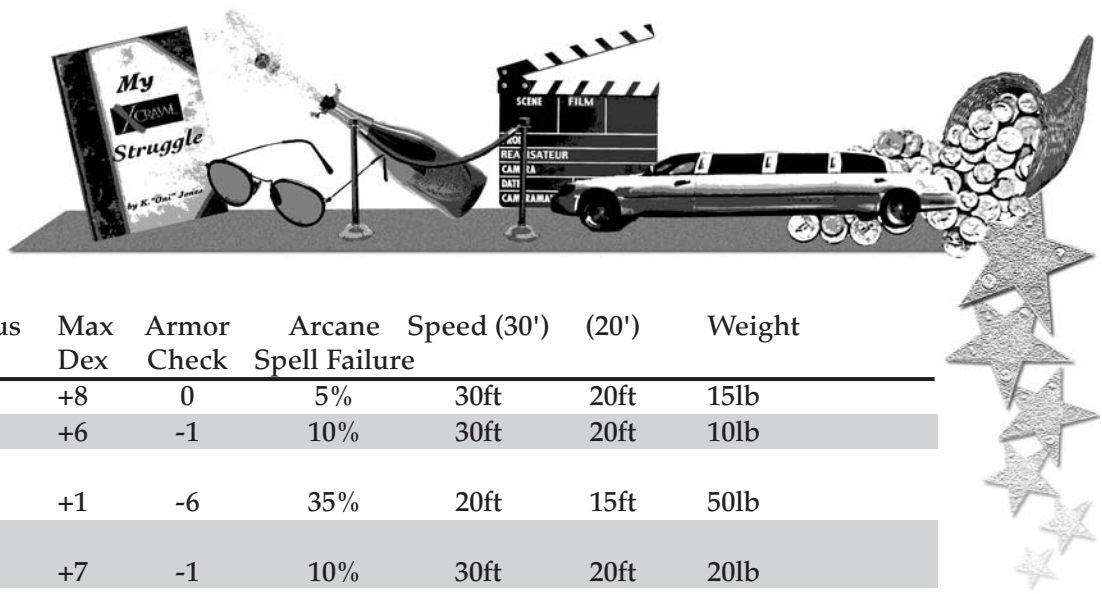 My
XCRAWL
Struggle
by K. "Oni" Jones
SCENE FILM
REALISATEUR
CAMERA
DATE
CAMERAMAN
us Max Armor Arcane Speed (30') (20') Weight
Dex Check Spell Failure
+8 0 5% 30ft 20ft 15lb
+6 -1 10% 30ft 20ft 10lb
+1 -6 35% 20ft 15ft 50lb
+7 -1 10% 30ft 20ft 20lb